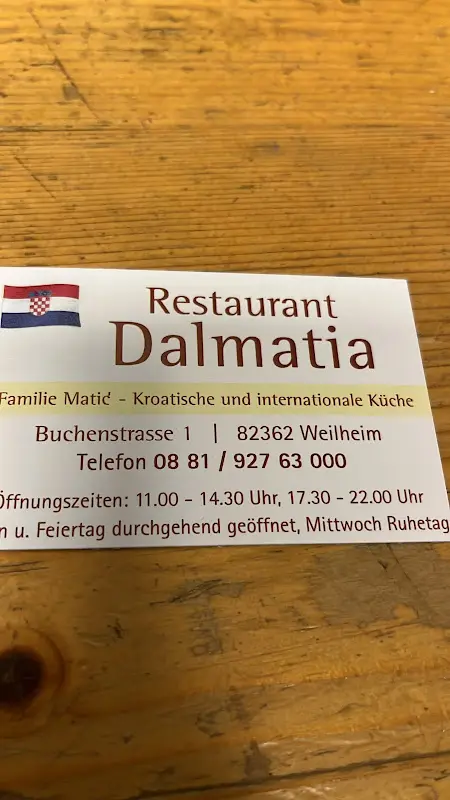 Restaurant
Dalmatia
Familie Matić - Kroatische und internationale Küche
Buchenstrasse 1 | 82362 Weilheim
Telefon 08 81 / 927 63 000
Öffnungszeiten: 11.00 - 14.30 Uhr, 17.30 - 22.00 Uhr
u. Feiertag durchgehend geöffnet, Mittwoch Ruhetag